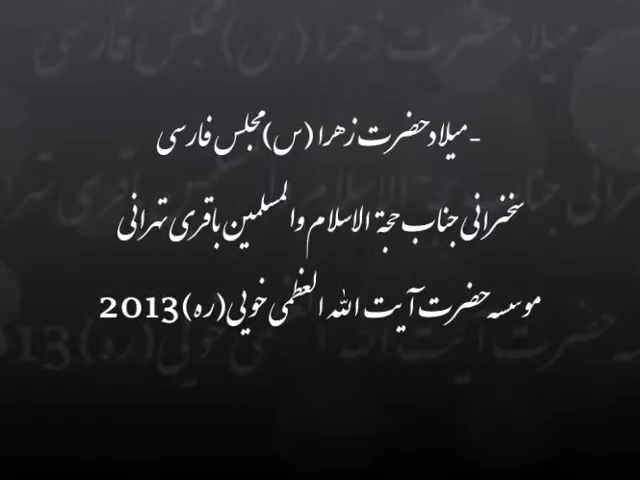 - میلاد حضرت زهرا (س) مجلس فارسی
سخنرانی جناب حجة الاسلام والمسلمین باقری تهرانی
موسسه حضرت آیت الله العظمی خویی (ره) 2013